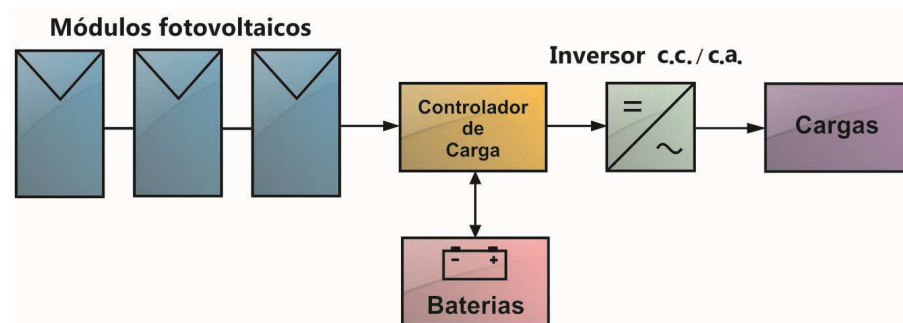 Módulos fotovoltaicos
Inversor c.c./c.a.
Controlador
de
Carga
=
~
Cargas
- +
Baterias